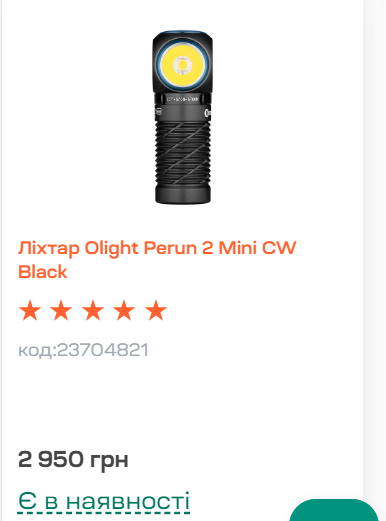 Ліхтар Olight Perun 2 Mini CW
Black
код:23704821
2 950 грн
Є в наявності